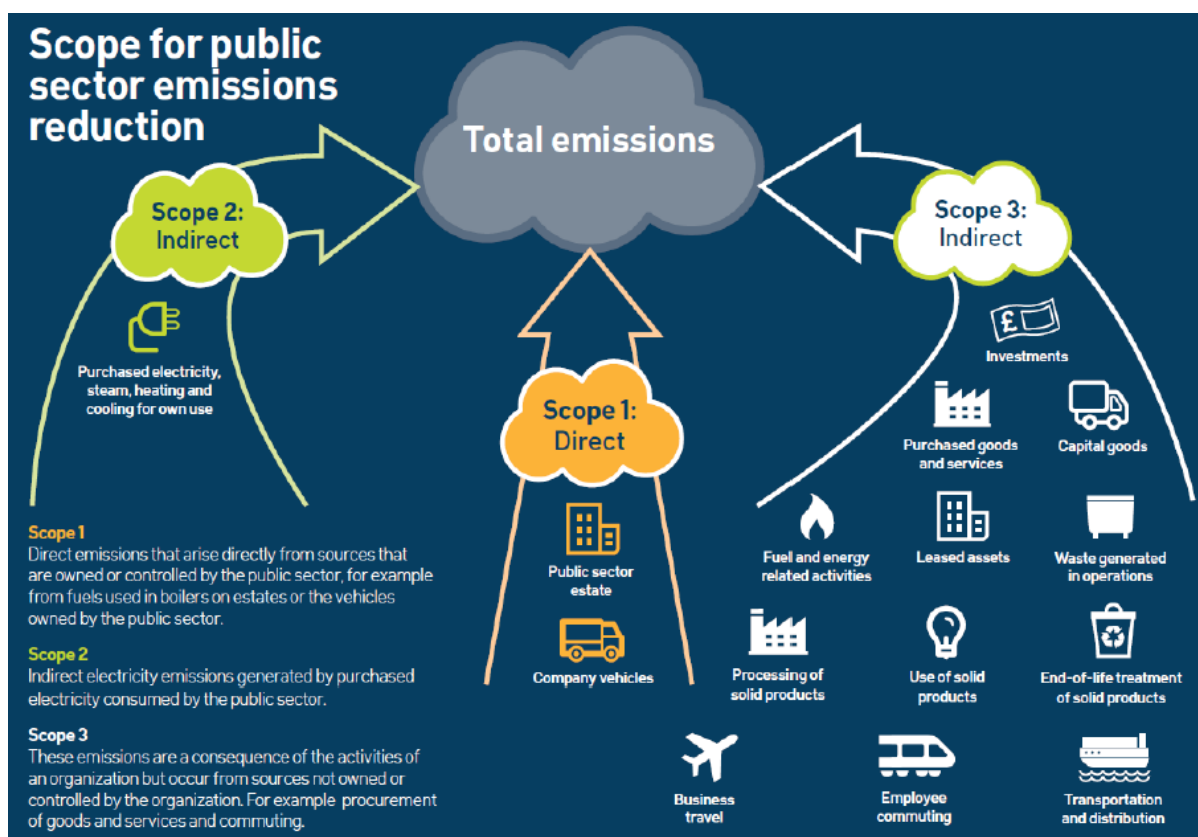 Scope for public
sector emissions
reduction
Total emissions
Scope 2:
Indirect
Purchased electricity,
steam, heating and
cooling for own use
Scope 1:
Direct
Public sector
estate
Company vehicles
Scope 3:
Indirect
£
Investments
Purchased goods
and services
Capital goods
Fuel and energy
related activities
Leased assets
Waste generated
in operations
Processing of
solid products
Use of solid
products
End-of-life treatment
of solid products
Business
travel
Employee
commuting
Transportation
and distribution
Scope 1
Direct emissions that arise directly from sources that
are owned or controlled by the public sector, for example
from fuels used in boilers on estates or the vehicles
owned by the public sector.
Scope 2
Indirect electricity emissions generated by purchased
electricity consumed by the public sector.
Scope 3
These emissions are a consequence of the activities of
an organization but occur from sources not owned or
controlled by the organization. For example procurement
of goods and services and commuting.